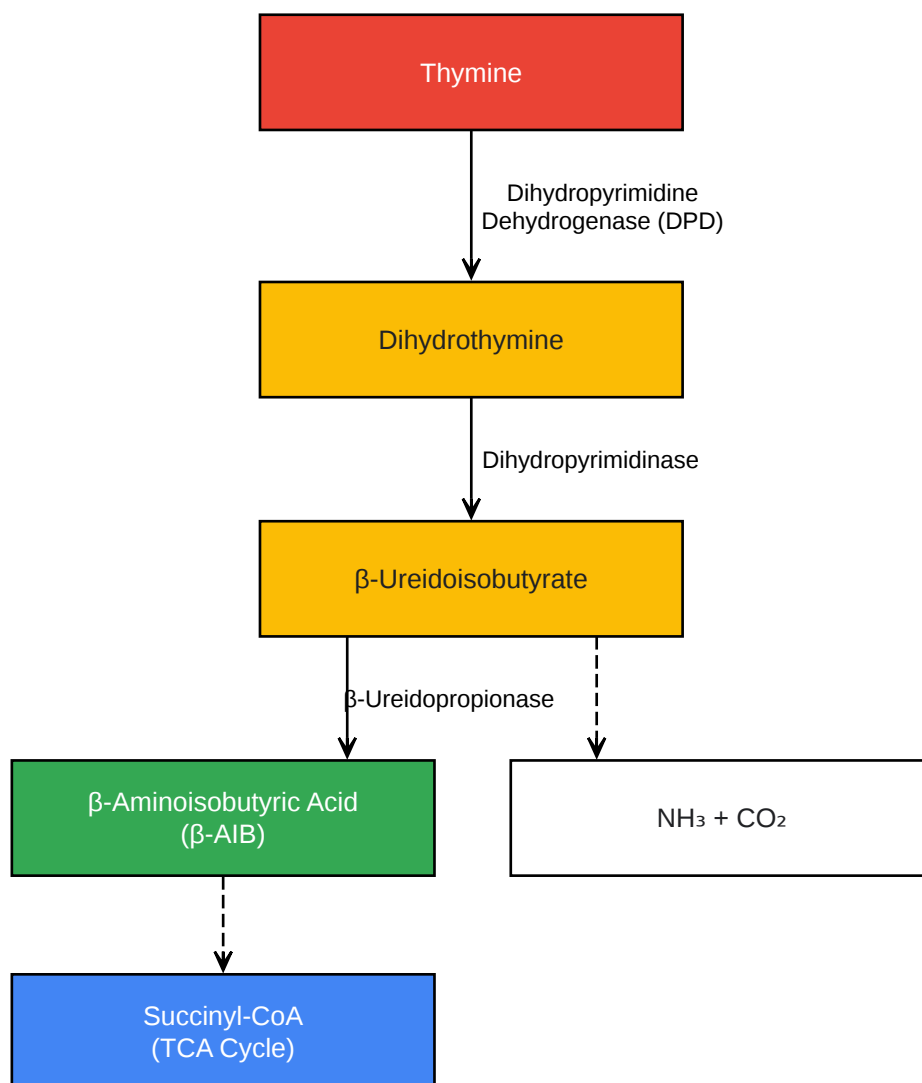 Thymine
Dihydropyrimidine
Dehydrogenase (DPD)
Dihydrothymine
Dihydropyrimidinase
β-Ureidoisobutyrate
β-Ureidopropionase
β-Aminoisobutyric Acid
(β-AIB)
NH₃ + CO₂
Succinyl-CoA
(TCA Cycle)